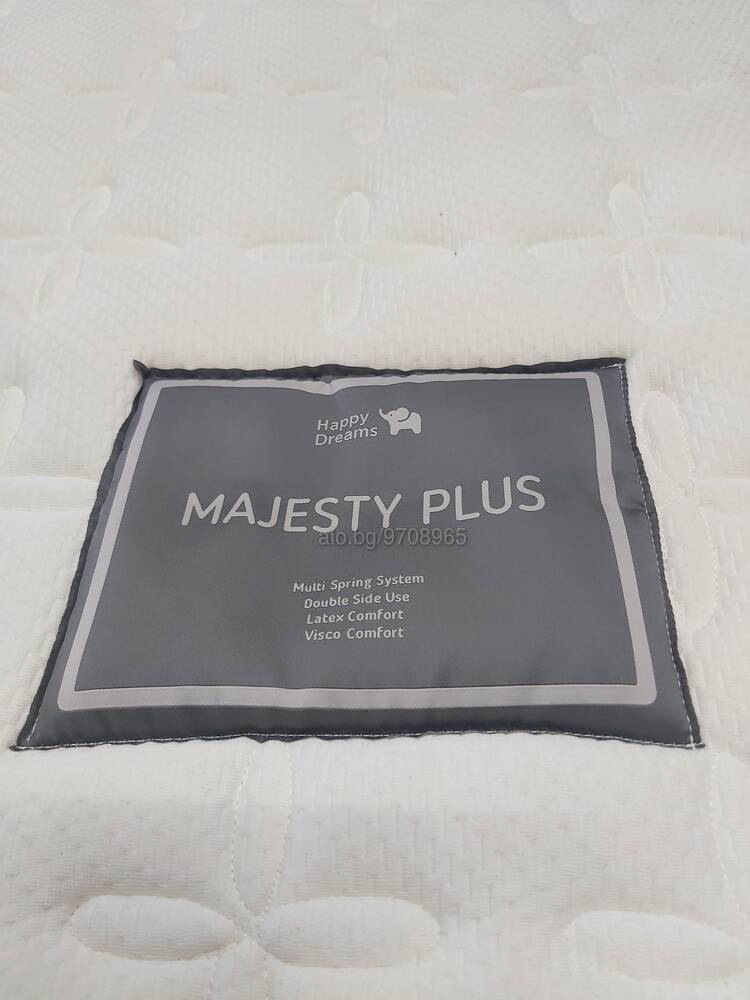 Happy
Dreams
MAJESTY PLUS
alo.bg/9708965
Multi Spring System
Double Side Use
Latex Comfort
Visco Comfort